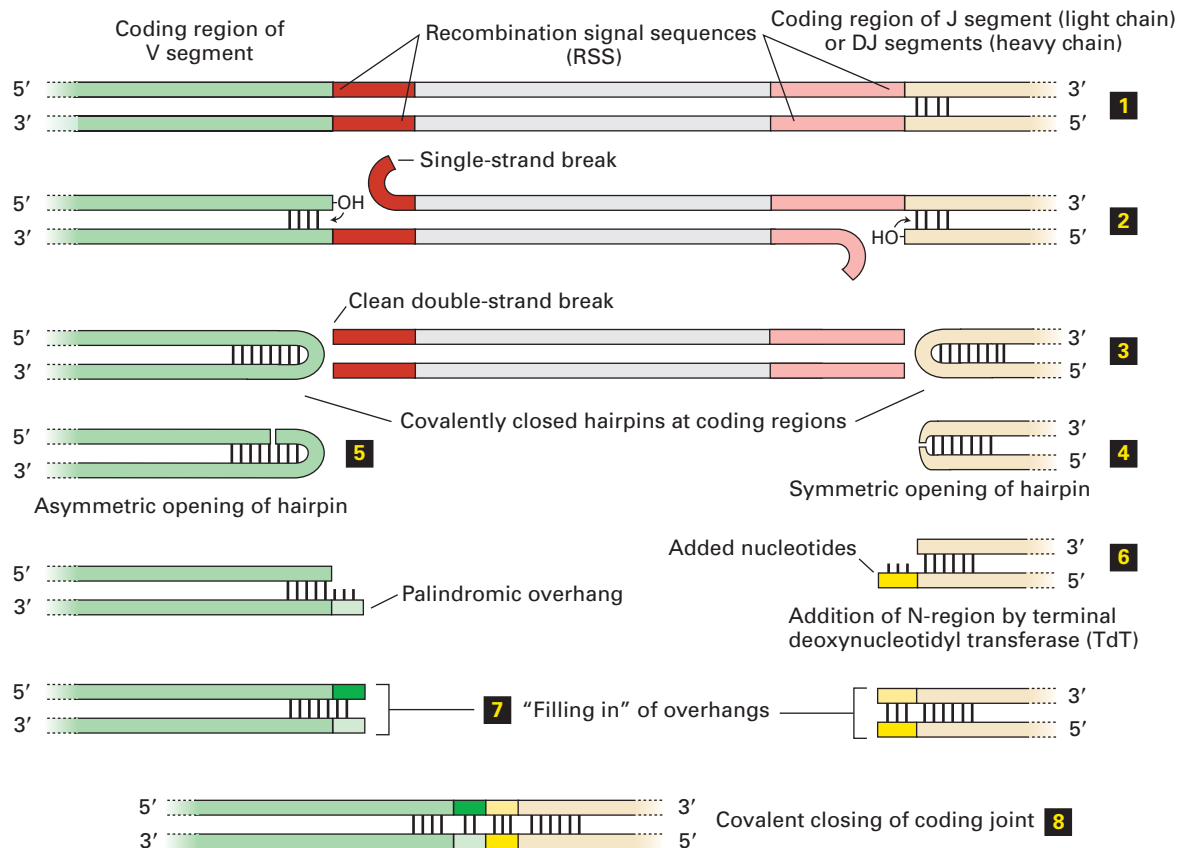 Coding region of
V segment
Recombination signal sequences
(RSS)
Coding region of J segment (light chain)
or DJ segments (heavy chain)
5′ 3′
1
3′ 5′
Single-strand break
5′ OH 3′
2
3′ HO 5′
Clean double-strand break
5′ 3′
3
3′ 5′
Covalently closed hairpins at coding regions
5′ 3′
5 4
3′ 5′
Asymmetric opening of hairpin
Symmetric opening of hairpin
Added nucleotides
3′
6
5′
5′
Palindromic overhang
3′
Addition of N-region by terminal
deoxynucleotidyl transferase (TdT)
5′ 3′
7 "Filling in" of overhangs
3′ 5′
5′ 3′
Covalent closing of coding joint 8
3′ 5′